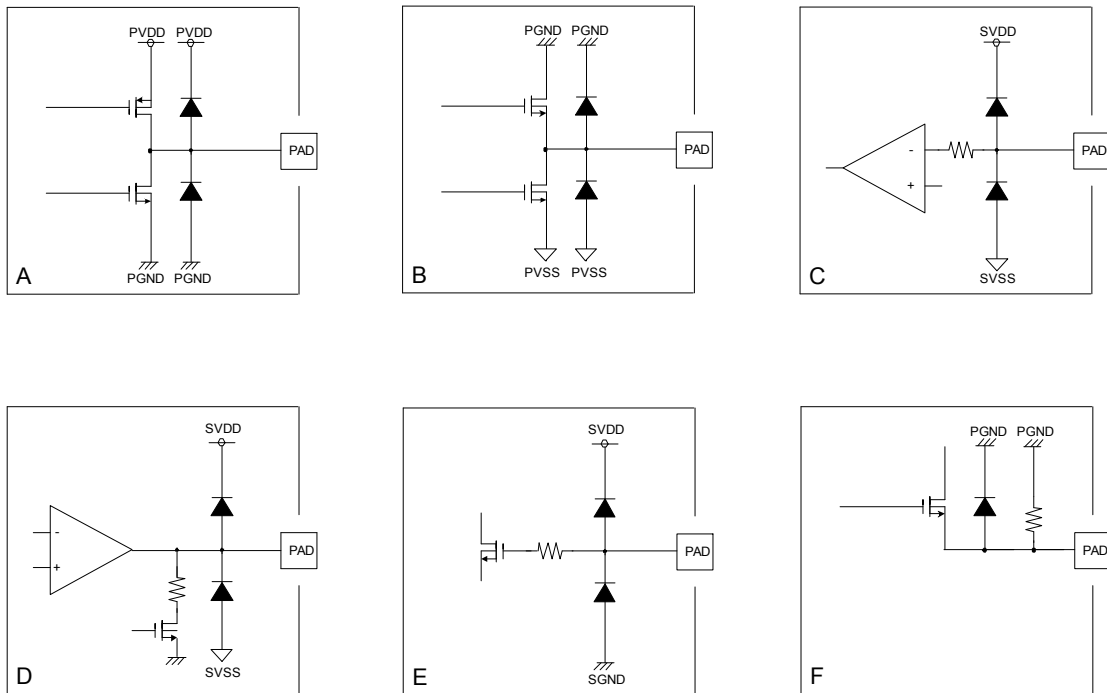 PVDD PVDD
PAD
PGND PGND
A
PGND PGND
PAD
PVSS PVSS
B
SVDD
-
+
PAD
SVSS
C
SVDD
-
+
PAD
SVSS
D
SVDD
PAD
SGND
E
PGND PGND
PAD
F